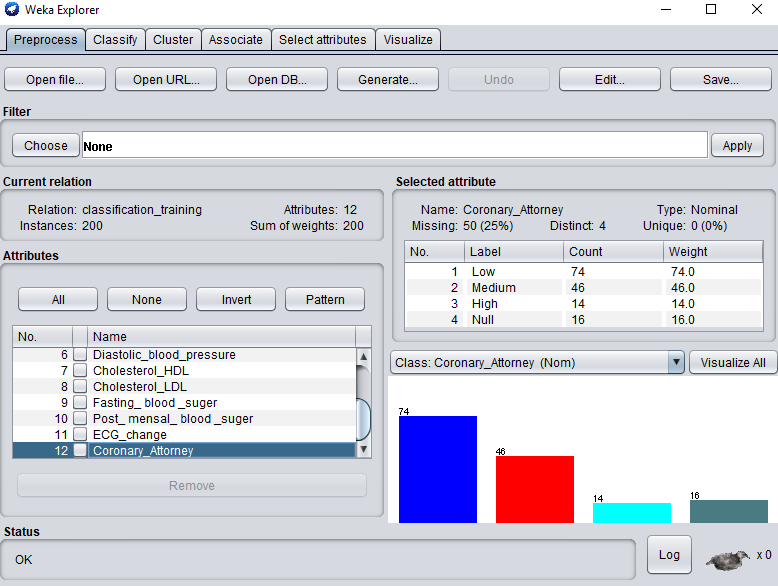 Weka Explorer
Preprocess Classify Cluster Associate Select attributes Visualize
Open file... Open URL... Open DB... Generate... Undo Edit... Save...
Filter
Choose None Apply
Current relation
Relation: classification_training Attributes: 12
Instances: 200 Sum of weights: 200
Selected attribute
Name: Coronary_Attorney Type: Nominal
Missing: 50 (25%) Distinct: 4 Unique: 0 (0%)
No. Label Count Weight
1 Low 74 74.0
2 Medium 46 46.0
3 High 14 14.0
4 Null 16 16.0
Attributes
All None Invert Pattern
No. Name
6 Diastolic_blood_pressure
7 Cholesterol_HDL
8 Cholesterol_LDL
9 Fasting_ blood _suger
10 Post_ mensal_ blood _suger
11 ECG_change
12 Coronary_Attorney
Remove
Class: Coronary_Attorney (Nom) Visualize All
74
46
14
16
Status
OK
Log x 0